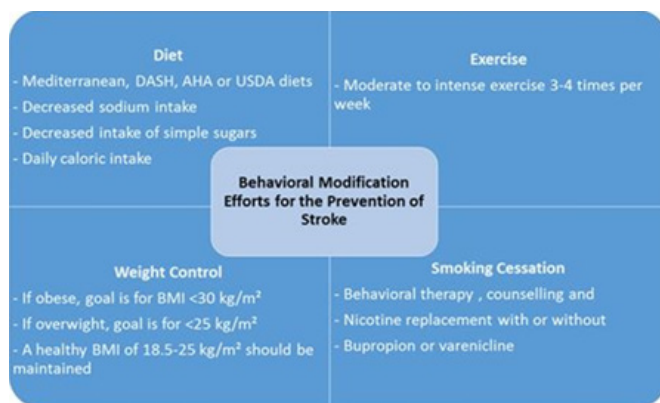 Diet
- Mediterranean, DASH, AHA or USDA diets
- Decreased sodium intake
- Decreased intake of simple sugars
- Daily caloric intake
Exercise
- Moderate to intense exercise 3-4 times per
week
Behavioral Modification
Efforts for the Prevention of
Stroke
Weight Control
- If obese, goal is for BMI <30 kg/m²
- If overweight, goal is for <25 kg/m²
- A healthy BMI of 18.5-25 kg/m² should be
maintained
Smoking Cessation
- Behavioral therapy , counselling and
- Nicotine replacement with or without
- Bupropion or varenicline